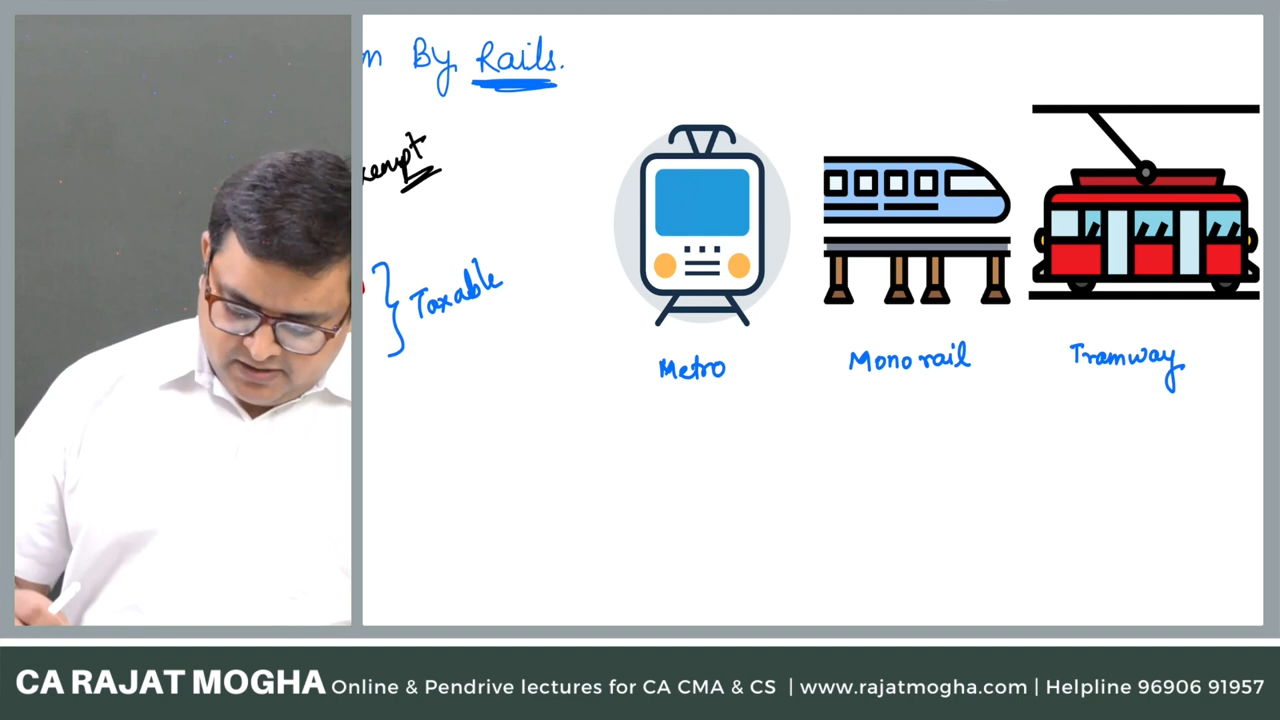 m By Rails.
xempt
} Taxable
Metro
Mono rail
Tramway
CA RAJAT MOGHA Online & Pendrive lectures for CA CMA & CS | www.rajatmogha.com | Helpline 96906 91957